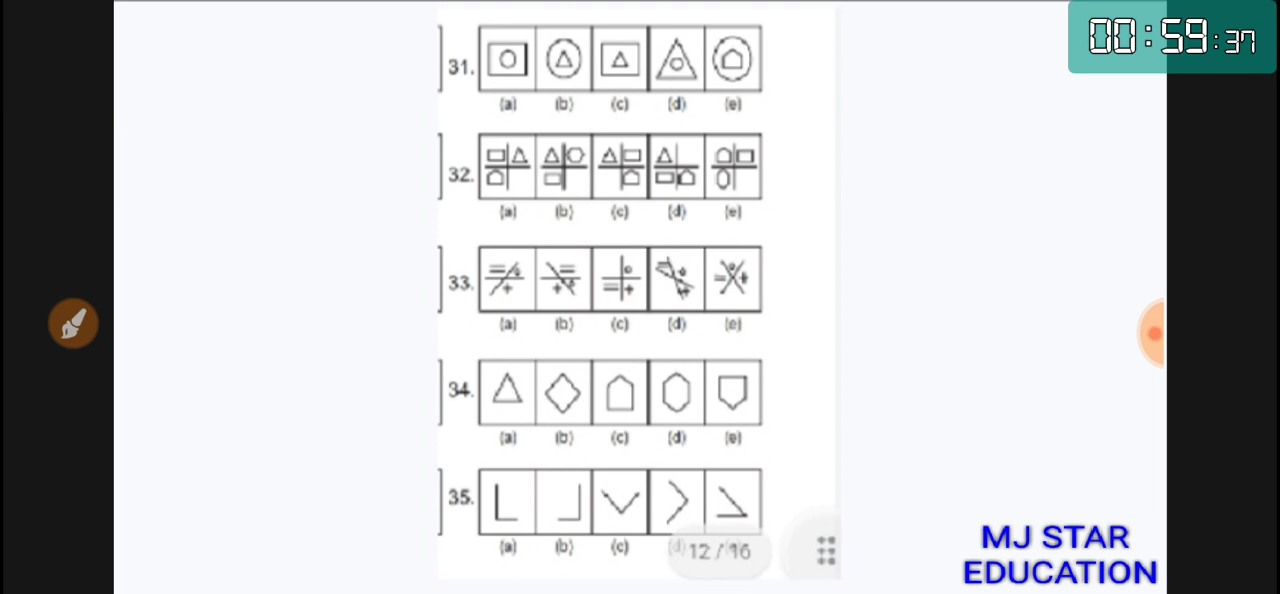 00:59:37
31.
(a) (b) (c) (d) (e)
32.
(a) (b) (c) (d) (e)
33.
(a) (b) (c) (d) (e)
34.
(a) (b) (c) (d) (e)
35.
(a) (b) (c) (d)
12 / 16
MJ STAR
EDUCATION